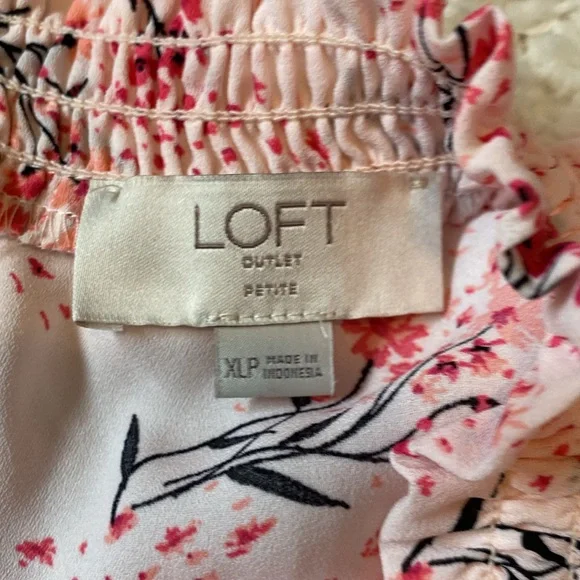 LOFT
OUTLET
PETITE
XLP MADE IN
INDONESIA